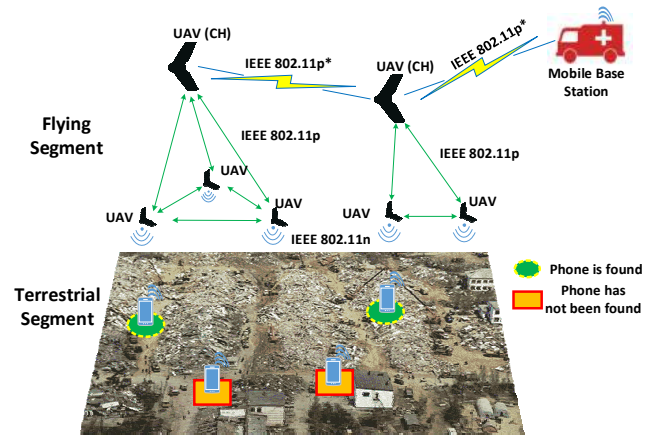 UAV (CH)
IEEE 802.11p*
IEEE 802.11p*
UAV (CH)
Mobile Base
Station
Flying
Segment
IEEE 802.11p
IEEE 802.11p
UAV
UAV
UAV
UAV
UAV
IEEE 802.11n
Terrestrial
Segment
Phone is found
Phone has
not been found